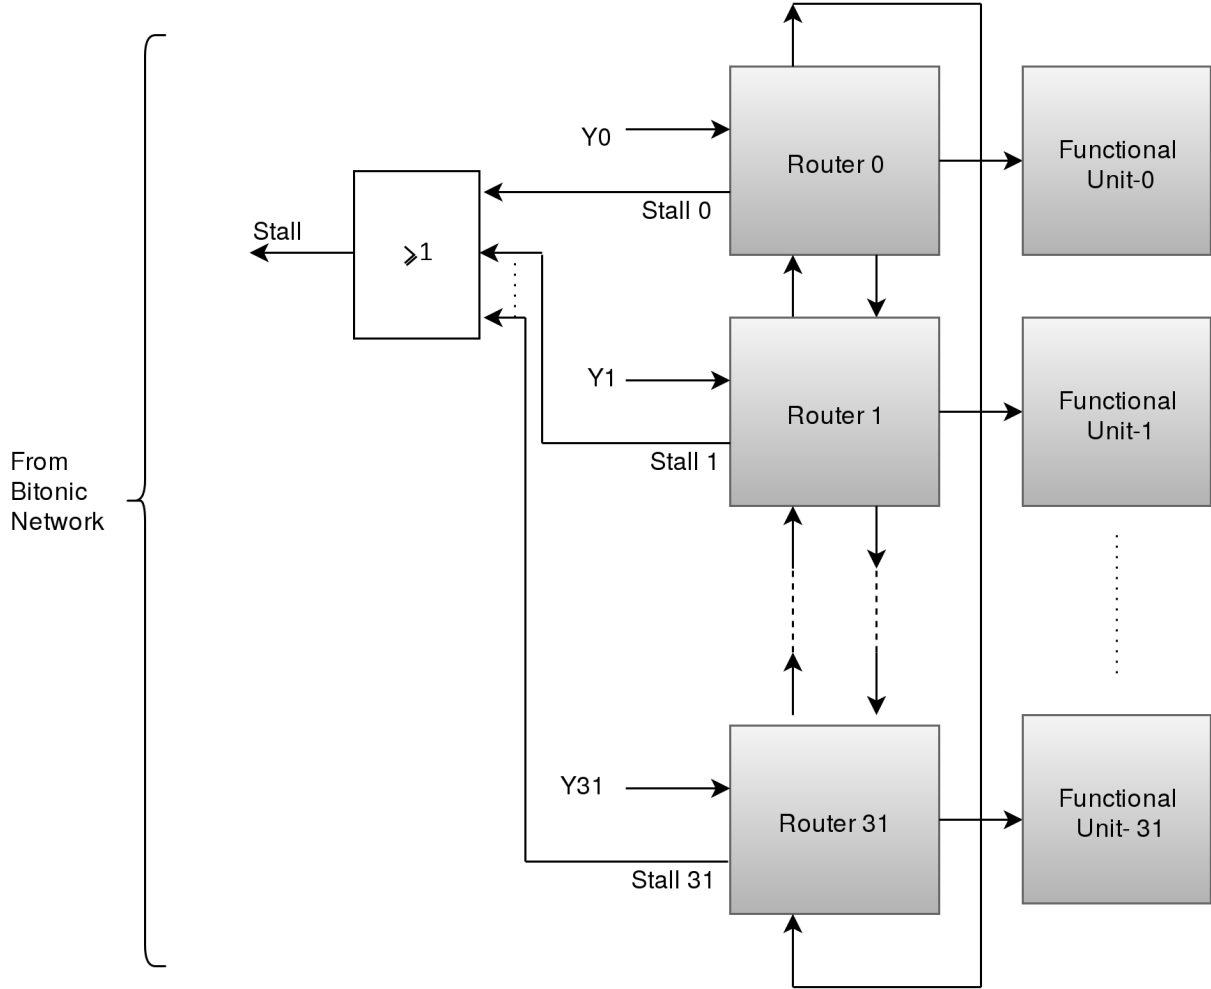 Y0
Router 0
Functional
Unit-0
Stall 0
Stall
⩾1
Y1
Router 1
Functional
Unit-1
Stall 1
From
Bitonic
Network
Y31
Router 31
Functional
Unit- 31
Stall 31